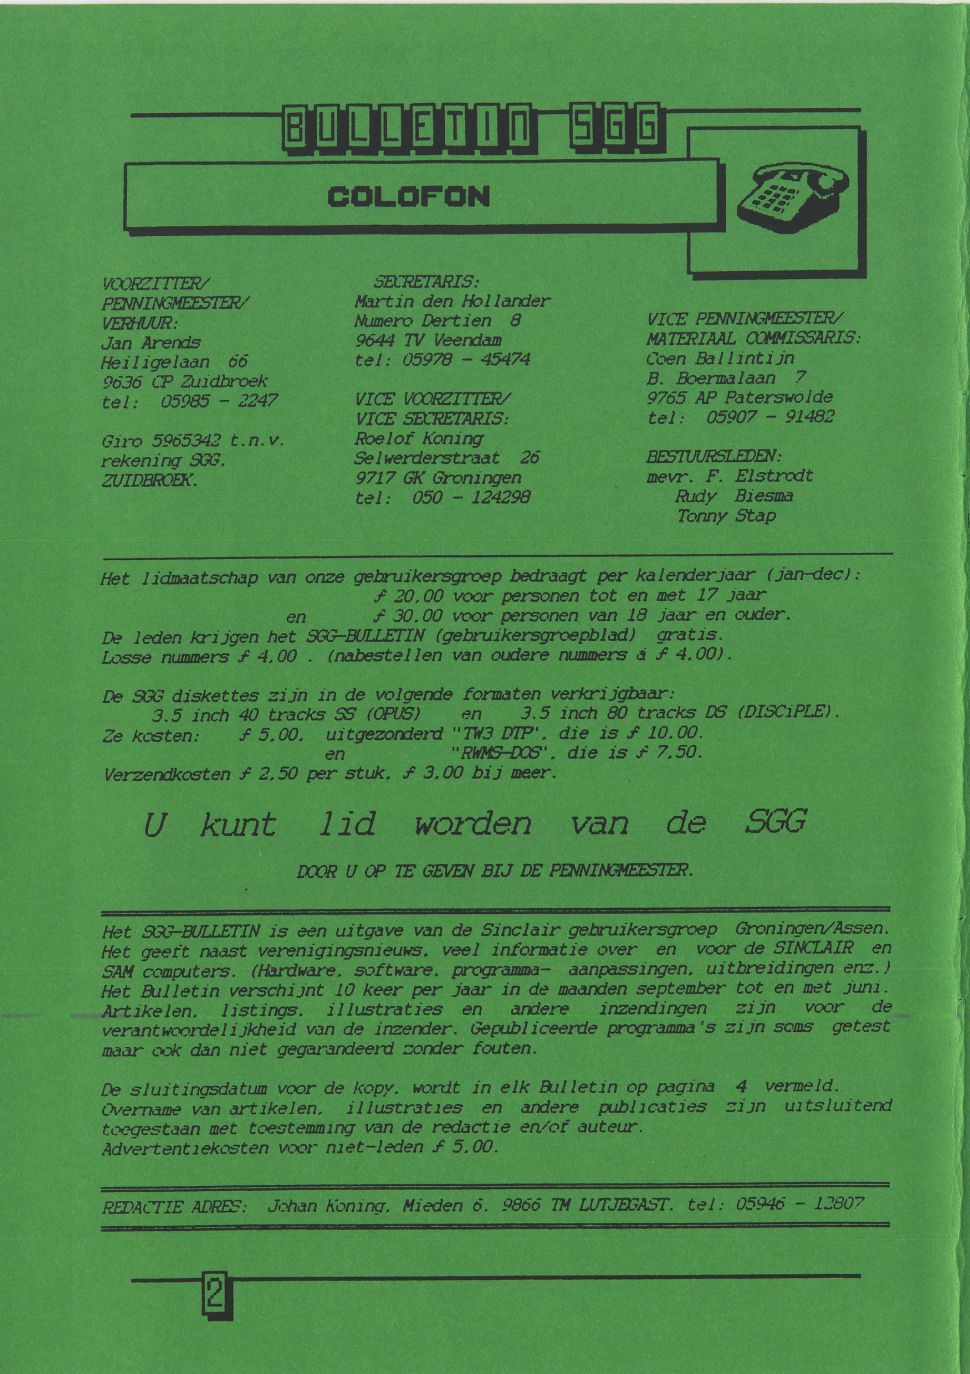 BULLETIN SGG
COLOFON
VOORZITTER/
PENNINGMEESTER/
VERHUUR:
Jan Arends
Heiligelaan 66
9636 CP Zuidbroek
tel: 05985 - 2247
Giro 5965342 t.n.v.
rekening SGG.
ZUIDBROEK.
SECRETARIS:
Martin den Hollander
Numero Dertien 8
9644 TV Veendam
tel: 05978 - 45474
VICE VOORZITTER/
VICE SECRETARIS:
Roelof Koning
Selwerderstraat 26
9717 GK Groningen
tel: 050 - 124298
VICE PENNINGMEESTER/
MATERIAAL COMMISSARIS:
Coen Ballintijn
B. Boermalaan 7
9765 AP Paterswolde
tel: 05907 - 91482
BESTUURSLEDEN:
mevr. F. Elstrodt
Rudy Biesma
Tonny Stap
Het lidmaatschap van onze gebruikersgroep bedraagt per kalenderjaar (jan-dec):
ƒ 20,00 voor personen tot en met 17 jaar
en ƒ 30,00 voor personen van 18 jaar en ouder.
De leden krijgen het SGG-BULLETIN (gebruikersgroepblad) gratis.
Losse nummers ƒ 4,00 . (nabestellen van oudere nummers á ƒ 4,00).
De SGG diskettes zijn in de volgende formaten verkrijgbaar:
3.5 inch 40 tracks SS (OPUS) en 3.5 inch 80 tracks DS (DISCiPLE).
Ze kosten: ƒ 5,00, uitgezonderd "TW3 DTP", die is ƒ 10,00.
en "RWMS-DOS", die is ƒ 7,50.
Verzendkosten ƒ 2,50 per stuk, ƒ 3,00 bij meer.
U kunt lid worden van de SGG
DOOR U OP TE GEVEN BIJ DE PENNINGMEESTER.
Het SGG-BULLETIN is een uitgave van de Sinclair gebruikersgroep Groningen/Assen.
Het geeft naast verenigingsnieuws, veel informatie over en voor de SINCLAIR en
SAM computers. (Hardware, software, programma- aanpassingen, uitbreidingen enz.)
Het Bulletin verschijnt 10 keer per jaar in de maanden september tot en met juni.
Artikelen, listings, illustraties en andere inzendingen zijn voor de
verantwoordelijkheid van de inzender. Gepubliceerde programma's zijn soms getest
maar ook dan niet gegarandeerd zonder fouten.
De sluitingsdatum voor de kopy, wordt in elk Bulletin op pagina 4 vermeld.
Overname van artikelen, illustraties en andere publicaties zijn uitsluitend
toegestaan met toestemming van de redactie en/of auteur.
Advertentiekosten voor niet-leden ƒ 5,00.
REDACTIE ADRES: Johan Koning, Mieden 6, 9866 TM LUTJEGAST. tel: 05946 - 12807
2